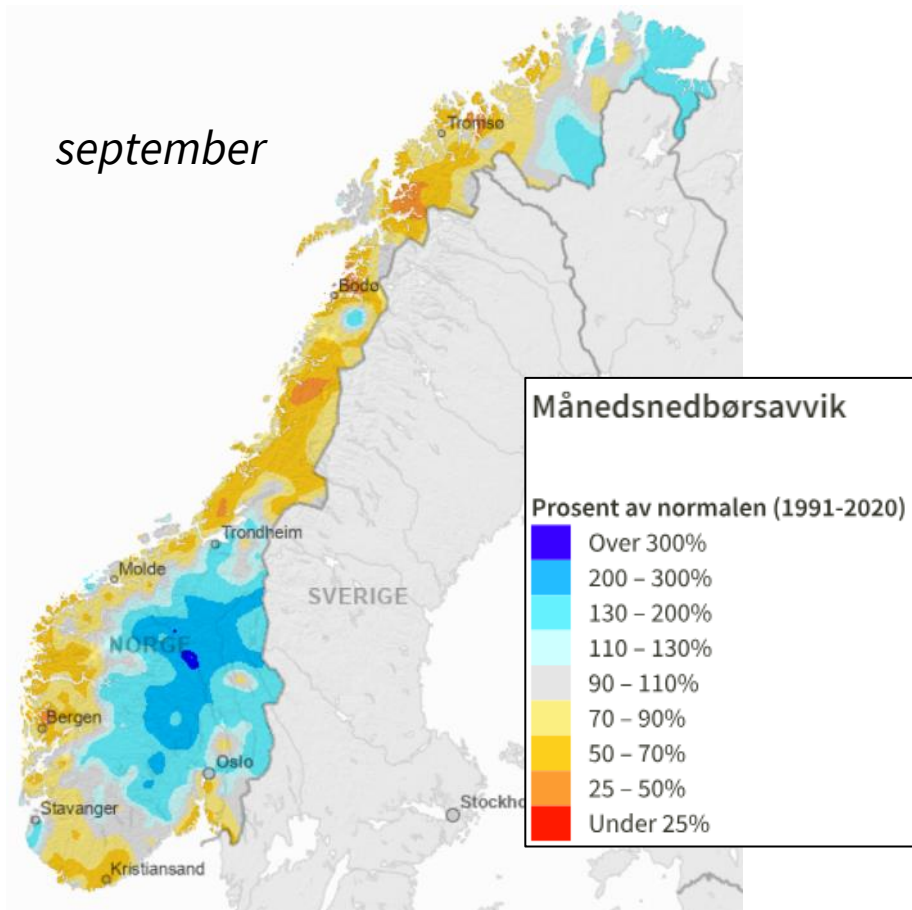 september
Tromsø
Bodø
Trondheim
Molde
SVERIGE
NORGE
Bergen
Oslo
Stavanger
Stockho
Kristiansand
Månedsnedbørsavvik
Prosent av normalen (1991-2020)
Over 300%
200 – 300%
130 – 200%
110 – 130%
90 – 110%
70 – 90%
50 – 70%
25 – 50%
Under 25%